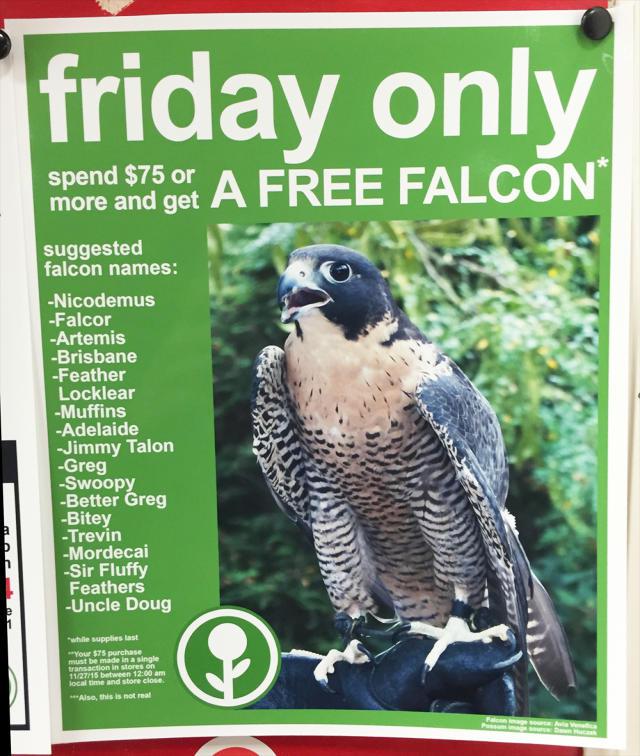 friday only
spend $75 or
more and get A FREE FALCON*
suggested
falcon names:
-Nicodemus
-Falcor
-Artemis
-Brisbane
-Feather
Locklear
-Muffins
-Adelaide
-Jimmy Talon
-Greg
-Swoopy
-Better Greg
-Bitey
-Trevin
-Mordecai
-Sir Fluffy
Feathers
-Uncle Doug
*while supplies last
**Your $75 purchase
must be made in a single
transaction in stores on
11/27/15 between 12:00 am
local time and store close.
***Also, this is not real
Falcon image source: Avia Venefica
Possum image source: Dawn Huczek